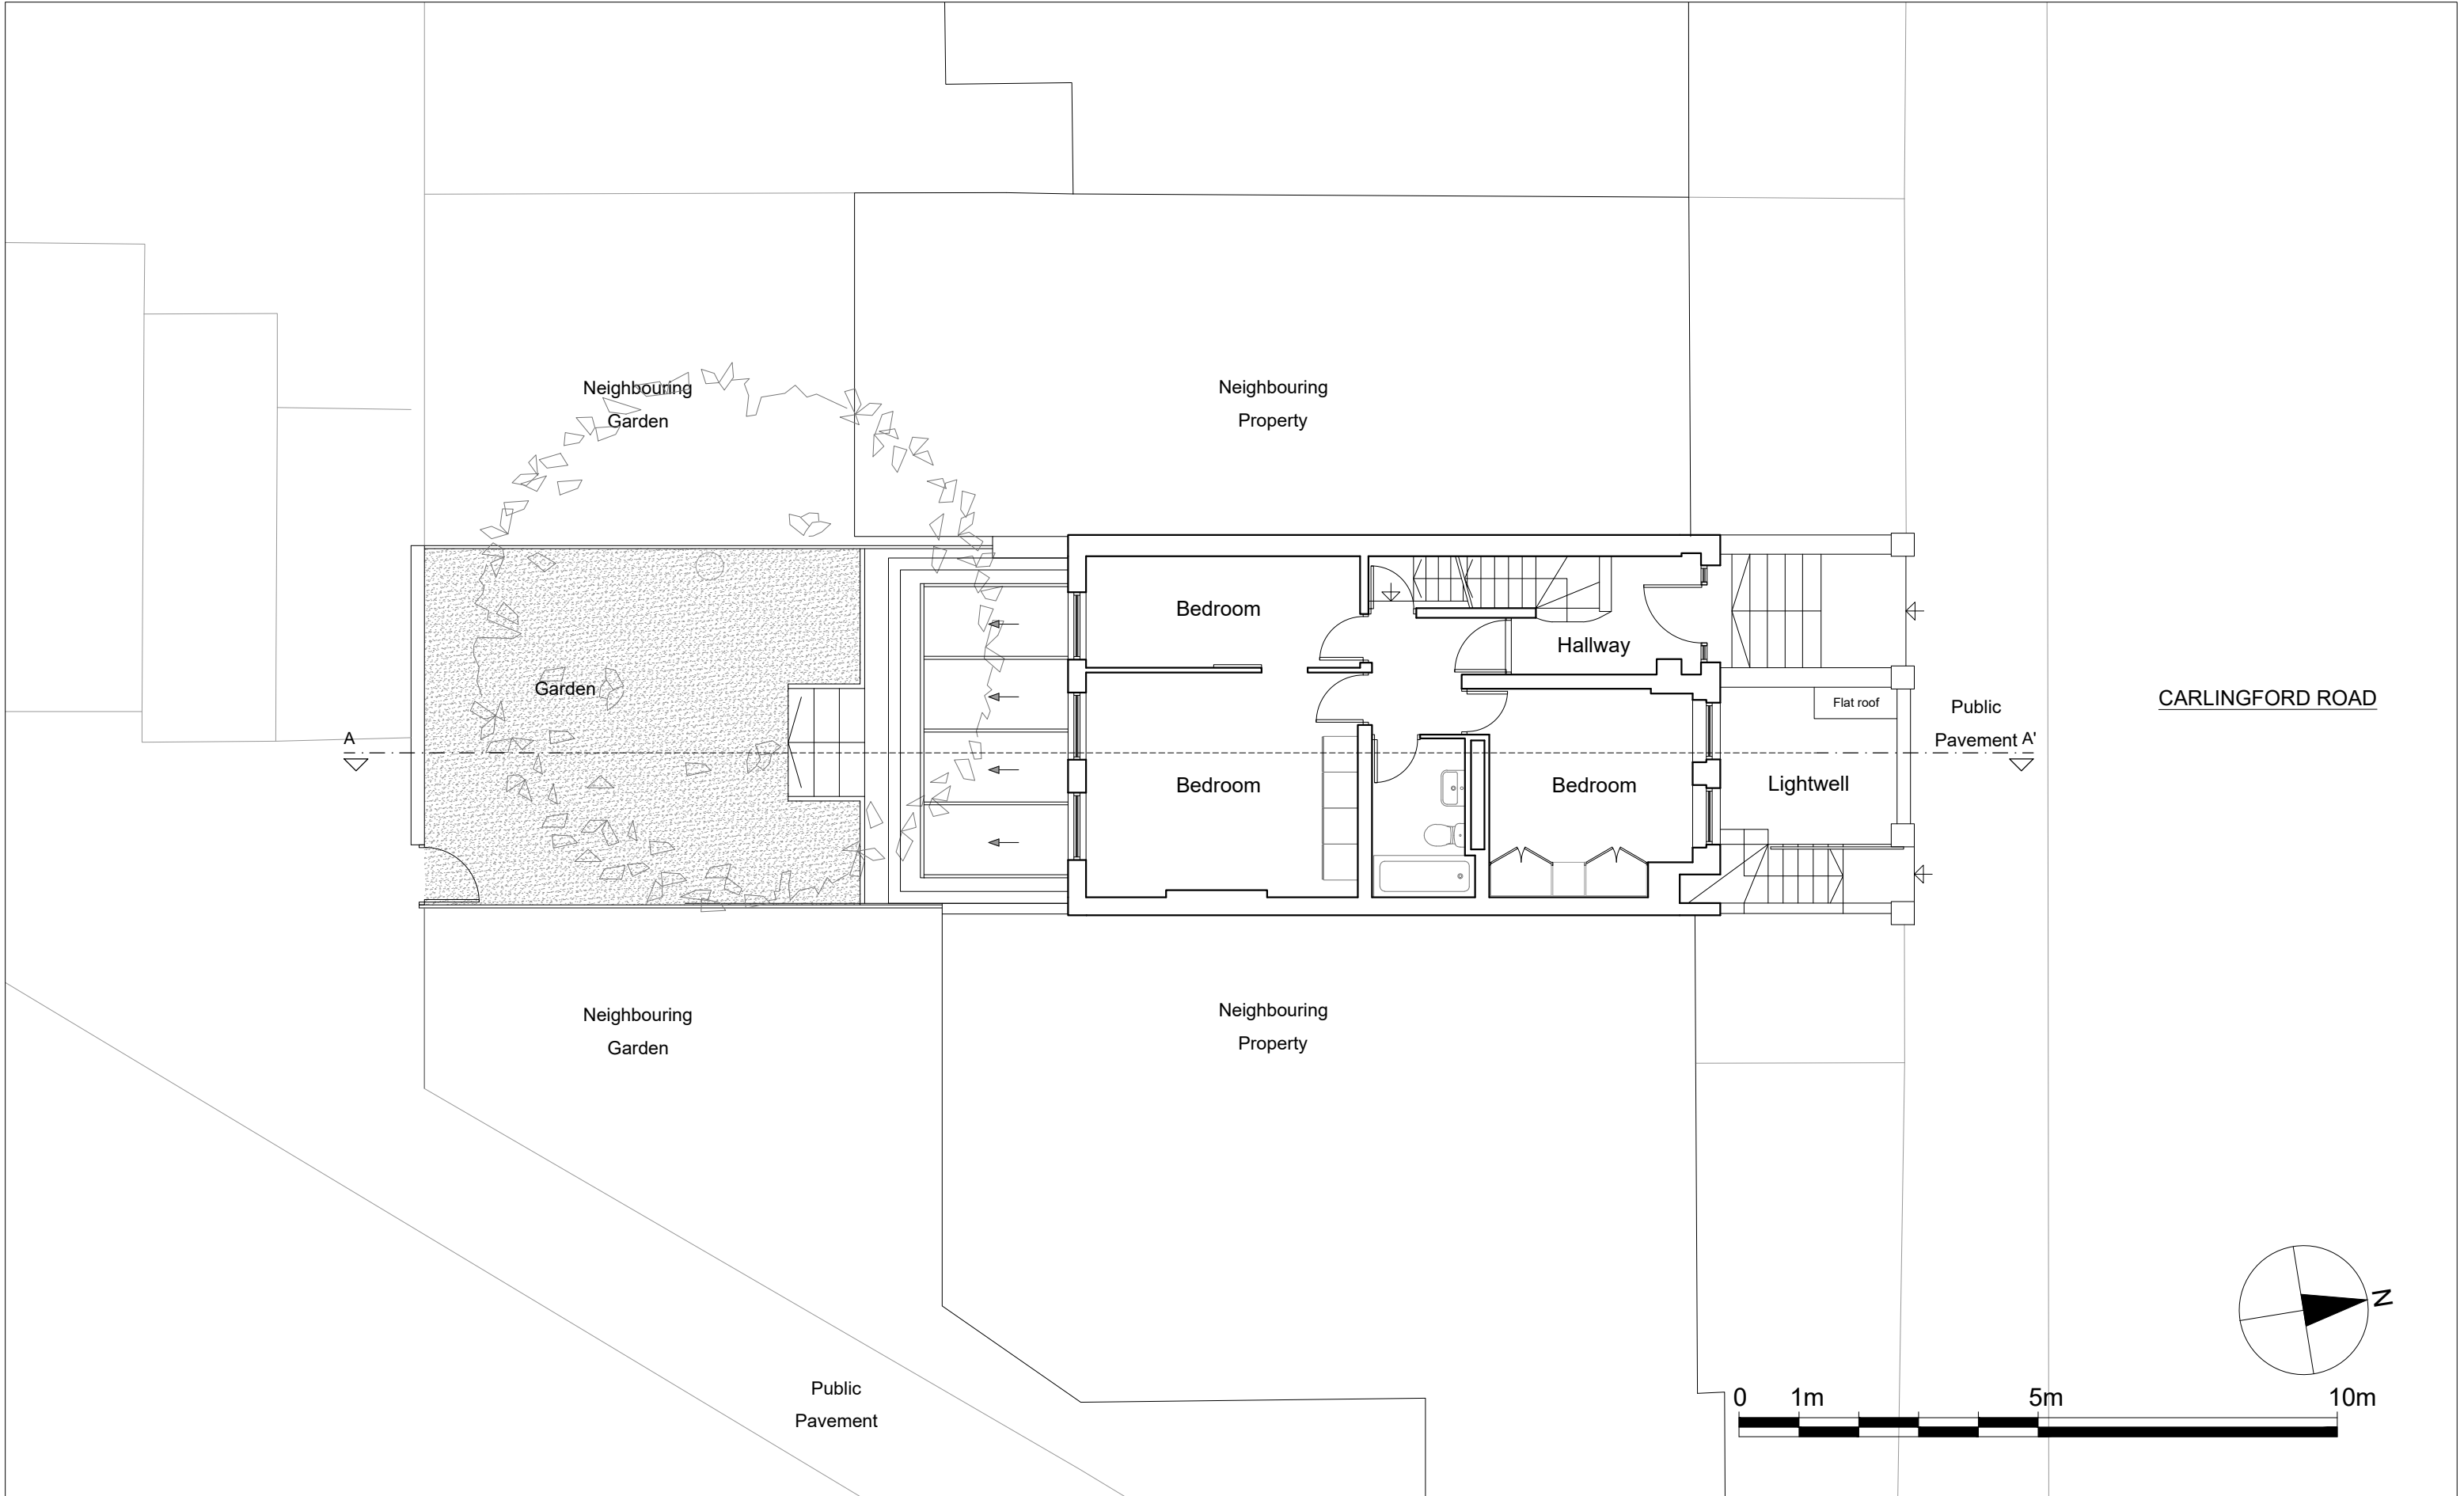 Neighbouring
Garden
Neighbouring
Property
Bedroom
Hallway
Garden
Flat roof
Public
Pavement
CARLINGFORD ROAD
A
A'
Bedroom
Bedroom
Lightwell
Neighbouring
Garden
Neighbouring
Property
N
Public
Pavement
0 1m 5m 10m